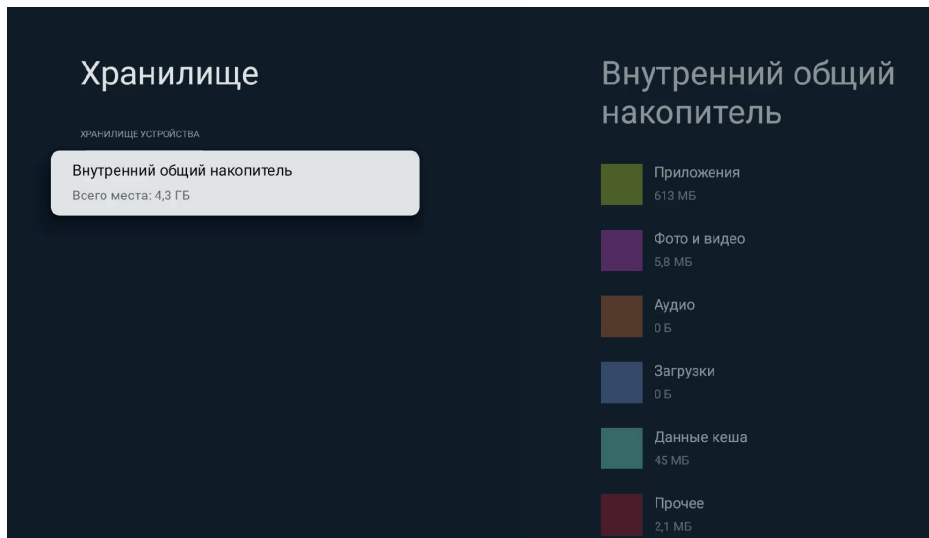 Хранилище
ХРАНИЛИЩЕ УСТРОЙСТВА
Внутренний общий накопитель
Всего места: 4,3 ГБ
Внутренний общий
накопитель
Приложения
613 МБ
Фото и видео
5,8 МБ
Аудио
0 Б
Загрузки
0 Б
Данные кеша
45 МБ
Прочее
2,1 МБ